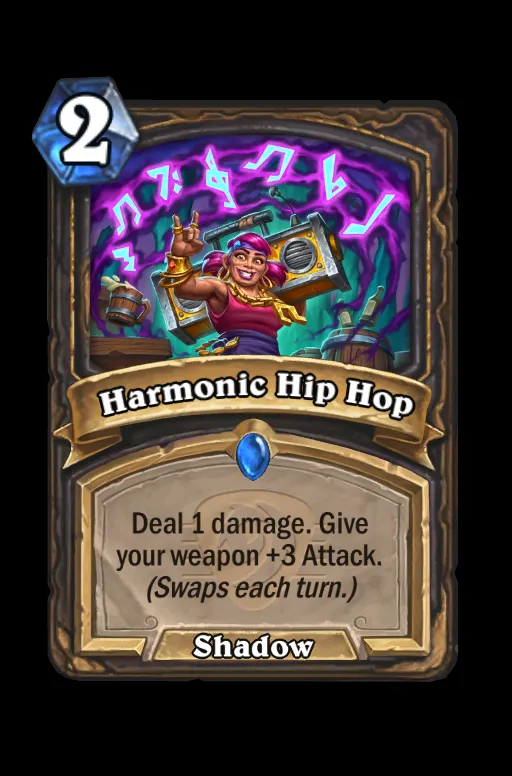 2
Harmonic Hip Hop
Deal 1 damage. Give
your weapon +3 Attack.
(Swaps each turn.)
Shadow